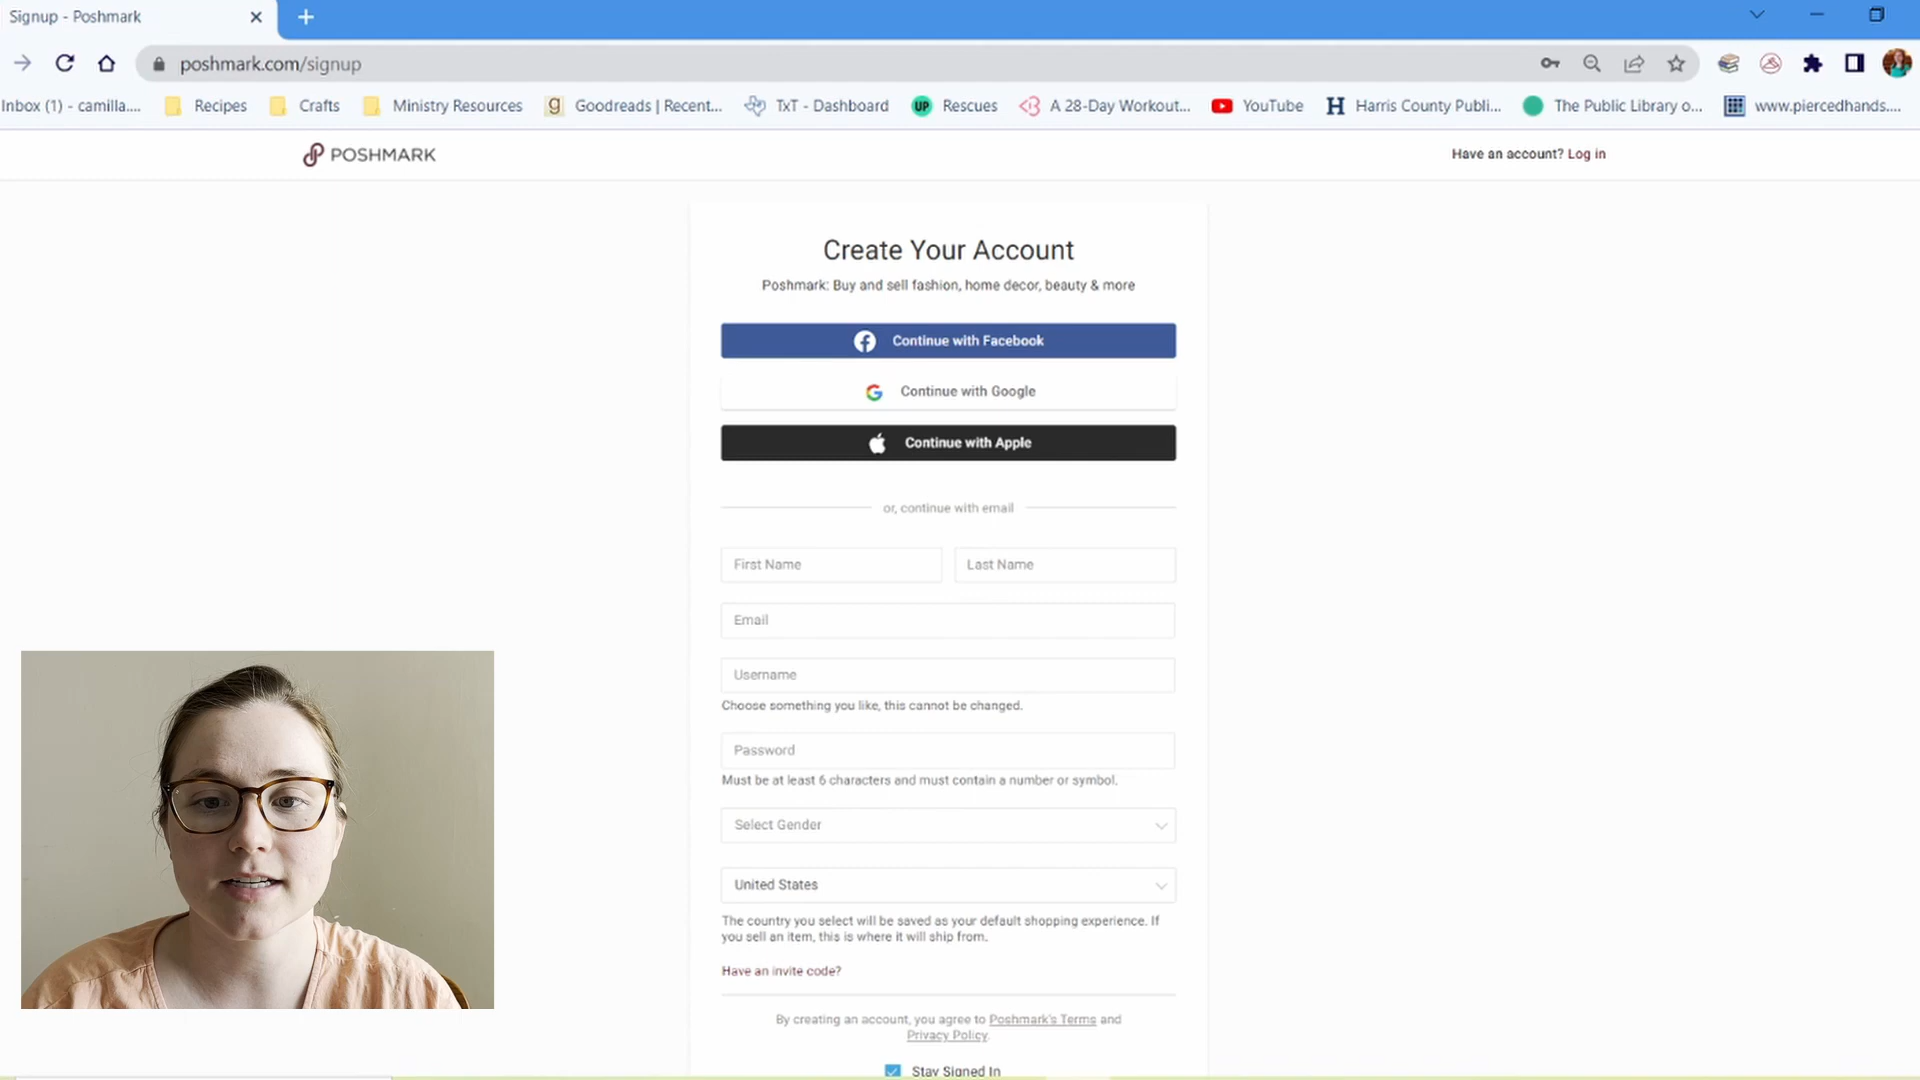 Signup - Poshmark
poshmark.com/signup
Inbox (1) - camilla.... Recipes Crafts Ministry Resources Goodreads | Recent... TxT - Dashboard UP Rescues A 28-Day Workout... YouTube H Harris County Publi... The Public Library o... www.piercedhands....
POSHMARK
Have an account? Log in
Create Your Account
Poshmark: Buy and sell fashion, home decor, beauty & more
Continue with Facebook
Continue with Google
Continue with Apple
or, continue with email
First Name Last Name
Email
Username
Choose something you like, this cannot be changed.
Password
Must be at least 6 characters and must contain a number or symbol.
Select Gender
United States
The country you select will be saved as your default shopping experience. If
you sell an item, this is where it will ship from.
Have an invite code?
By creating an account, you agree to Poshmark's Terms and
Privacy Policy.
Stay Signed In